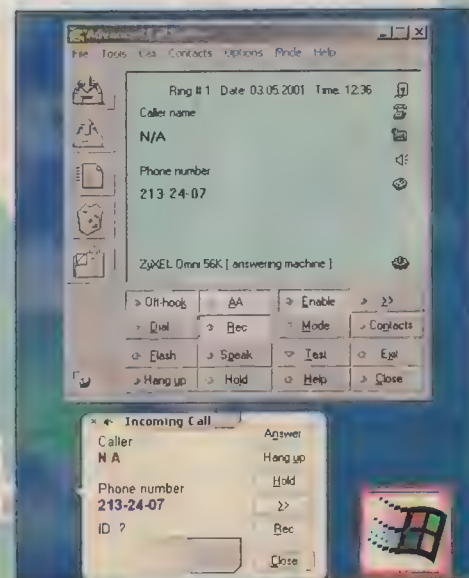 Advanced
File Tools Call Contacts Options Mode Help
Ring # 1 Date 03.05.2001 Time 12:36
Caller name
N/A
Phone number
213-24-07
ZyXEL Omni 56K [ answering machine ]
Off-hook AA Enable >>
Dial Rec Mode Contacts
Flash Speak Test Exit
Hang up Hold Help Close
Incoming Call
Caller
N A
Phone number
213-24-07
ID ?
Answer
Hang up
Hold
>>
Rec
Close